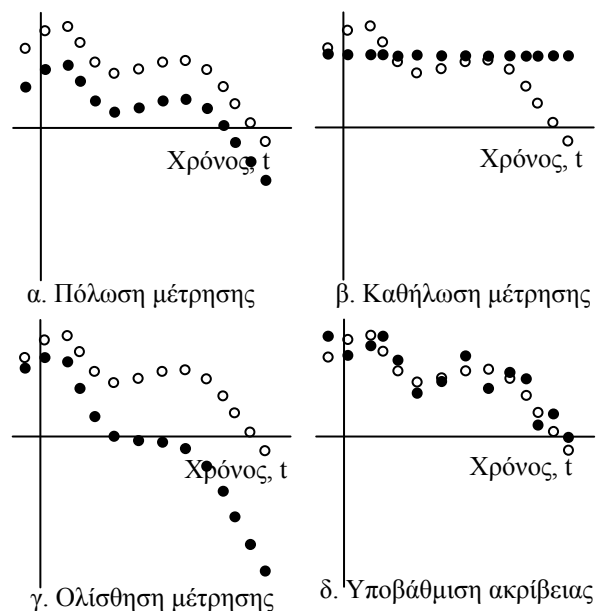 Χρόνος, t
Χρόνος, t
α. Πόλωση μέτρησης
β. Καθήλωση μέτρησης
Χρόνος, t
Χρόνος, t
γ. Ολίσθηση μέτρησης
δ. Υποβάθμιση ακρίβειας